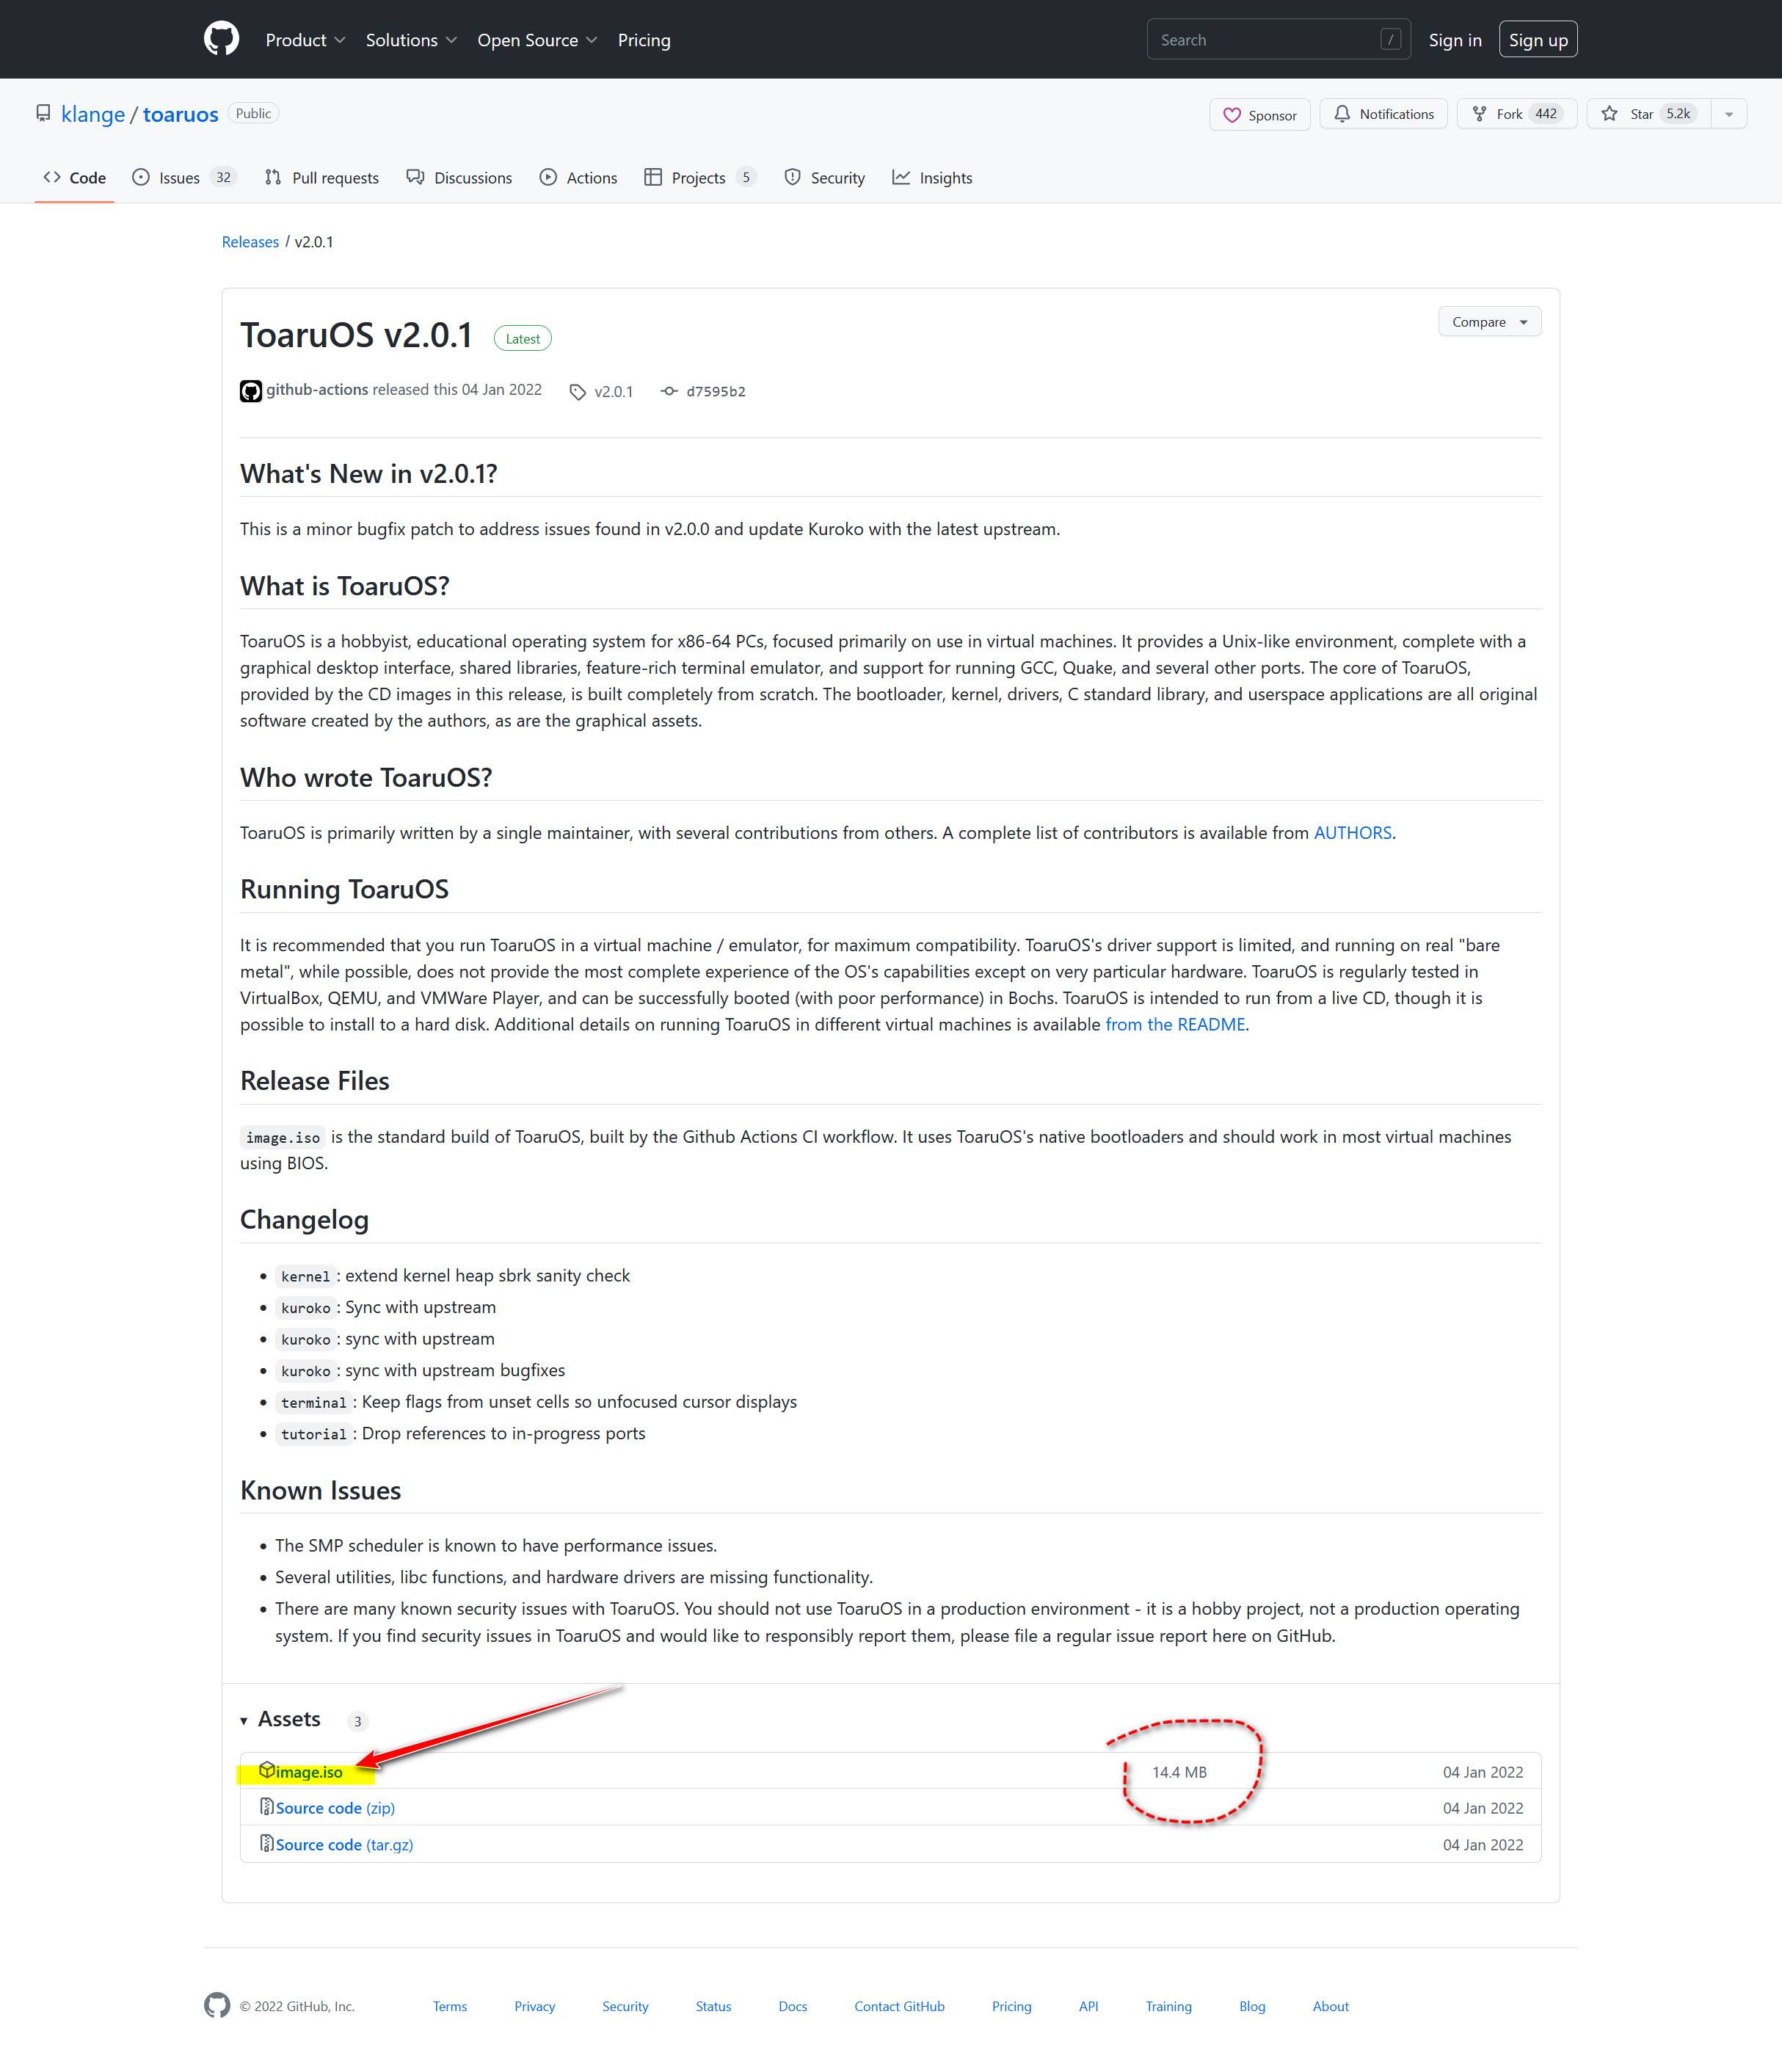 Product Solutions Open Source Pricing Search / Sign in Sign up
klange / toaruos Public Sponsor Notifications Fork 442 Star 5.2k
Code Issues 32 Pull requests Discussions Actions Projects 5 Security Insights
Releases / v2.0.1
ToaruOS v2.0.1 Latest Compare
github-actions released this 04 Jan 2022 v2.0.1 d7595b2
What's New in v2.0.1?
This is a minor bugfix patch to address issues found in v2.0.0 and update Kuroko with the latest upstream.
What is ToaruOS?
ToaruOS is a hobbyist, educational operating system for x86-64 PCs, focused primarily on use in virtual machines. It provides a Unix-like environment, complete with a
graphical desktop interface, shared libraries, feature-rich terminal emulator, and support for running GCC, Quake, and several other ports. The core of ToaruOS,
provided by the CD images in this release, is built completely from scratch. The bootloader, kernel, drivers, C standard library, and userspace applications are all original
software created by the authors, as are the graphical assets.
Who wrote ToaruOS?
ToaruOS is primarily written by a single maintainer, with several contributions from others. A complete list of contributors is available from AUTHORS.
Running ToaruOS
It is recommended that you run ToaruOS in a virtual machine / emulator, for maximum compatibility. ToaruOS's driver support is limited, and running on real "bare
metal", while possible, does not provide the most complete experience of the OS's capabilities except on very particular hardware. ToaruOS is regularly tested in
VirtualBox, QEMU, and VMWare Player, and can be successfully booted (with poor performance) in Bochs. ToaruOS is intended to run from a live CD, though it is
possible to install to a hard disk. Additional details on running ToaruOS in different virtual machines is available from the README.
Release Files
image.iso is the standard build of ToaruOS, built by the Github Actions CI workflow. It uses ToaruOS's native bootloaders and should work in most virtual machines
using BIOS.
Changelog
• kernel: extend kernel heap sbrk sanity check
• kuroko: Sync with upstream
• kuroko: sync with upstream
• kuroko: sync with upstream bugfixes
• terminal: Keep flags from unset cells so unfocused cursor displays
• tutorial: Drop references to in-progress ports
Known Issues
• The SMP scheduler is known to have performance issues.
• Several utilities, libc functions, and hardware drivers are missing functionality.
• There are many known security issues with ToaruOS. You should not use ToaruOS in a production environment - it is a hobby project, not a production operating
system. If you find security issues in ToaruOS and would like to responsibly report them, please file a regular issue report here on GitHub.
Assets 3
image.iso 14.4 MB 04 Jan 2022
Source code (zip) 04 Jan 2022
Source code (tar.gz) 04 Jan 2022
© 2022 GitHub, Inc. Terms Privacy Security Status Docs Contact GitHub Pricing API Training Blog About